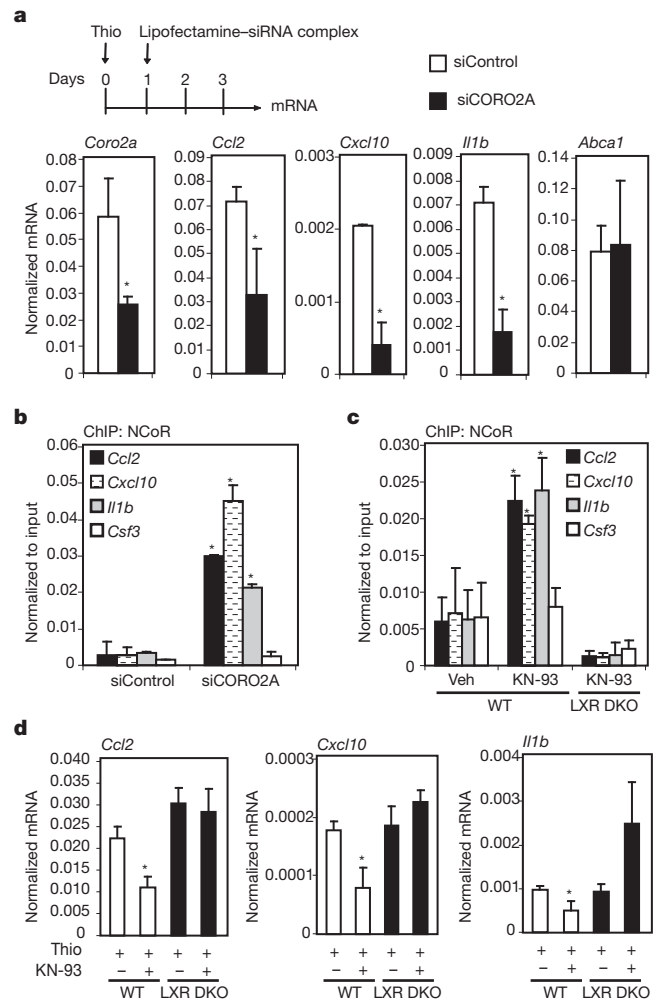 a
Thio Lipofectamine–siRNA complex
Days 0 1 2 3 mRNA
siControl
siCORO2A
Coro2a Ccl2 Cxcl10 Il1b Abca1
Normalized mRNA
0.08 0.07 0.06 0.05 0.04 0.03 0.02 0.01 0
0.09 0.08 0.07 0.06 0.05 0.04 0.03 0.02 0.01 0
0.003 0.002 0.001 0
0.009 0.008 0.007 0.006 0.005 0.004 0.003 0.002 0.001 0
0.14 0.12 0.10 0.08 0.06 0.04 0.02 0
* * * *
b
ChIP: NCoR
Normalized to input
0.06 0.05 0.04 0.03 0.02 0.01 0
Ccl2
Cxcl10
Il1b
Csf3
* * *
siControl siCORO2A
c
ChIP: NCoR
Normalized to input
0.030 0.025 0.020 0.015 0.010 0.005 0
Ccl2
Cxcl10
Il1b
Csf3
* * *
Veh KN-93 KN-93
WT LXR DKO
d
Ccl2 Cxcl10 Il1b
Normalized mRNA
0.040 0.035 0.030 0.025 0.020 0.015 0.010 0.005 0
*
Normalized mRNA
0.0003 0.0002 0.0001 0
*
Normalized mRNA
0.004 0.003 0.002 0.001 0
*
Thio + + + + + + + + + + + +
KN-93 – + – + – + – + – + – +
WT LXR DKO WT LXR DKO WT LXR DKO